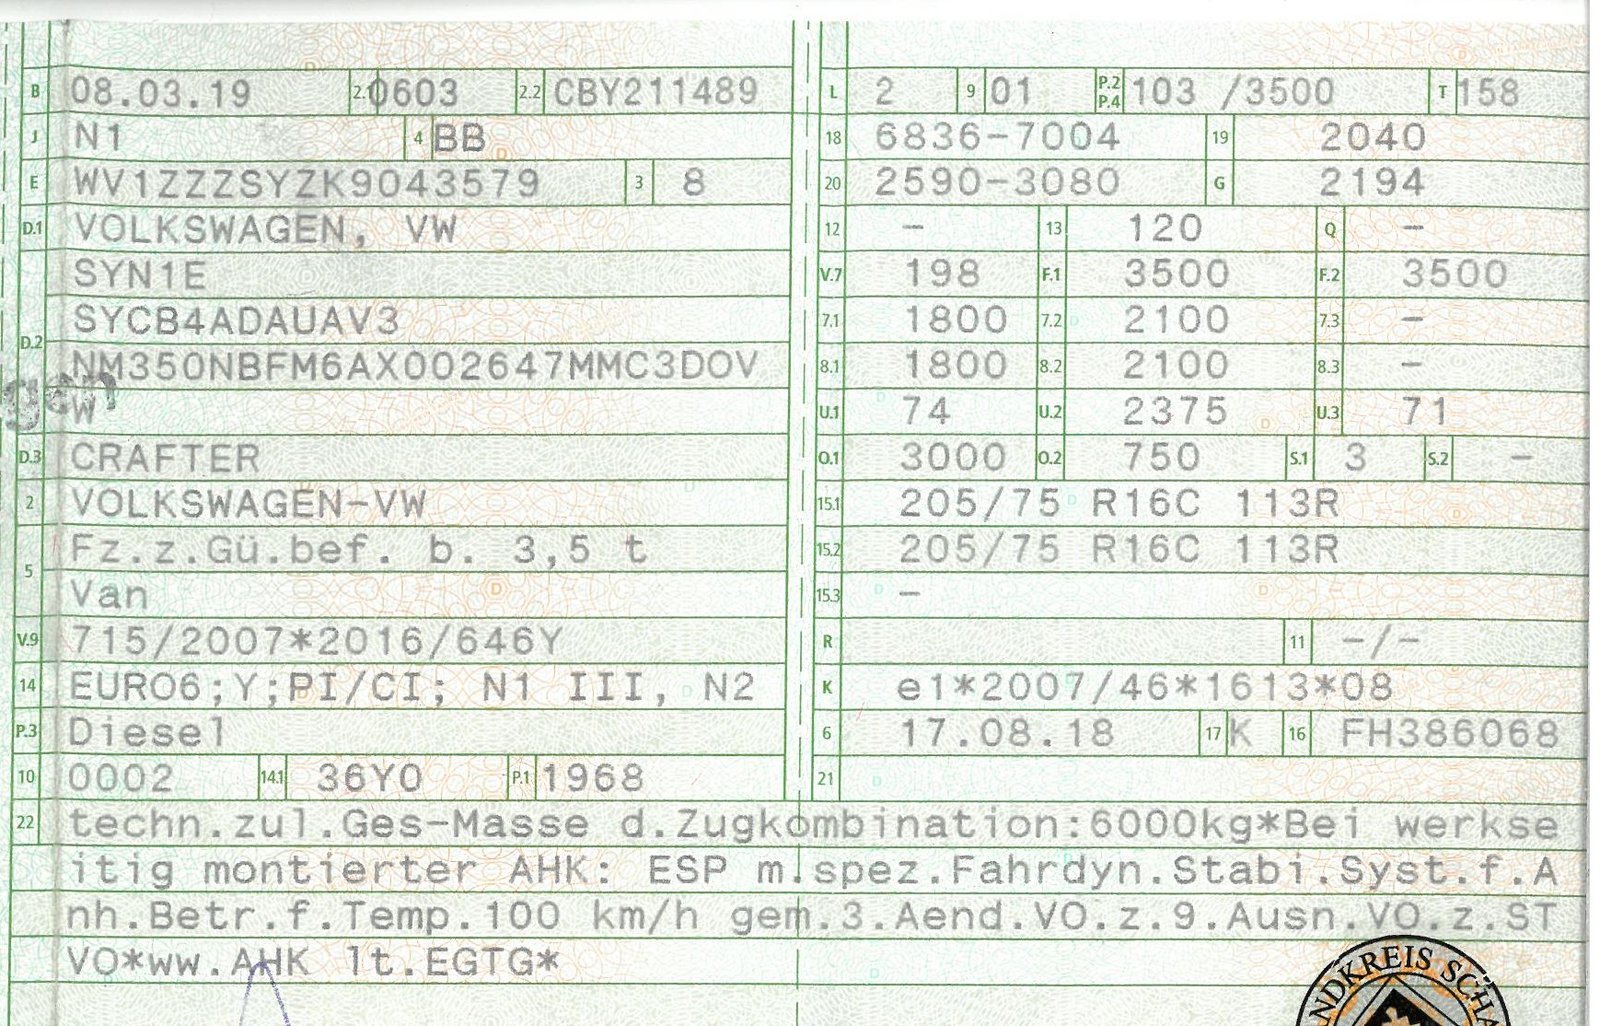 B 08.03.19 2.1 0603 2.2 CBY211489
J N1 4 BB
E WV1ZZZSYZK9043579 3 8
D.1 VOLKSWAGEN, VW
SYN1E
D.2 SYCB4ADAUAV3
NM350NBFM6AX002647MMC3DOV
W
D.3 CRAFTER
2 VOLKSWAGEN-VW
5 Fz.z.Gü.bef. b. 3,5 t
Van
V.9 715/2007*2016/646Y
14 EURO6;Y;PI/CI; N1 III, N2
P.3 Diesel
10 0002 14.1 36Y0 P.1 1968
L 2 9 01 P.2 P.4 103 /3500 T 158
18 6836-7004 19 2040
20 2590-3080 G 2194
12 - 13 120 Q -
V.7 198 F.1 3500 F.2 3500
7.1 1800 7.2 2100 7.3 -
8.1 1800 8.2 2100 8.3 -
U.1 74 U.2 2375 U.3 71
O.1 3000 O.2 750 S.1 3 S.2 -
15.1 205/75 R16C 113R
15.2 205/75 R16C 113R
15.3 -
R 11 -/-
K e1*2007/46*1613*08
6 17.08.18 17 K 16 FH386068
21
22 techn.zul.Ges-Masse d.Zugkombination:6000kg*Bei werkse
itig montierter AHK: ESP m.spez.Fahrdyn.Stabi.Syst.f.A
nh.Betr.f.Temp.100 km/h gem.3.Aend.VO.z.9.Ausn.VO.z.ST
VO*ww.AHK lt.EGTG*
gen
ANDKREIS SCHA